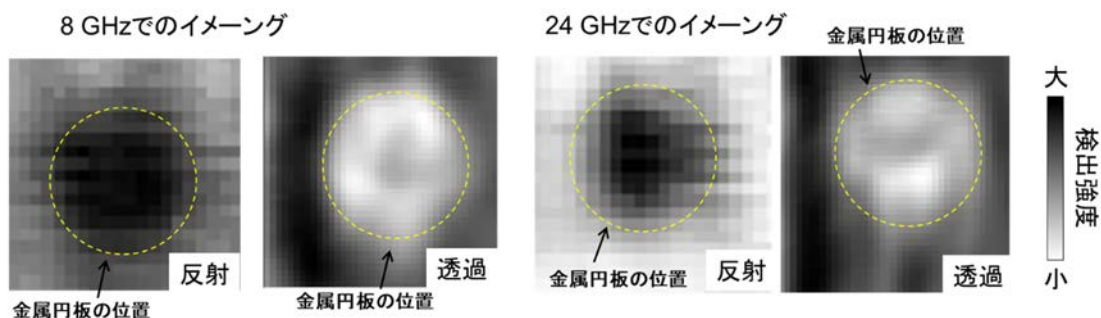 8 GHzでのイメーング
24 GHzでのイメーング
金属円板の位置
大
検出強度
小
反射
透過
反射
透過
金属円板の位置
金属円板の位置
金属円板の位置